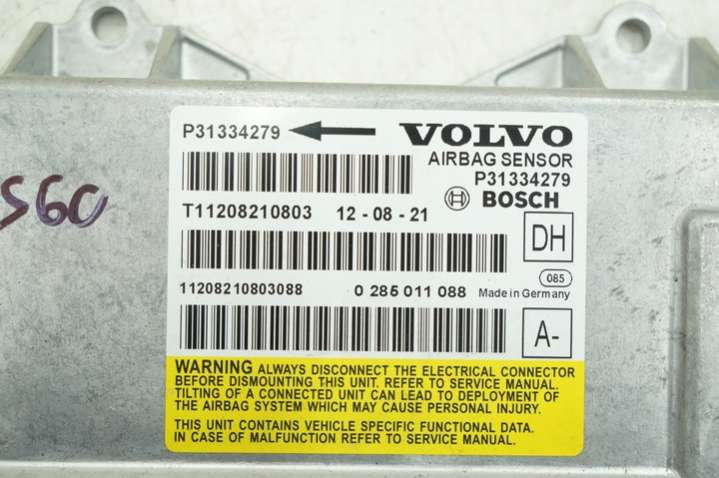 P31334279
VOLVO
AIRBAG SENSOR
P31334279
BOSCH
S60
T11208210803 12-08-21
DH
085
11208210803088 0 285 011 088 Made in Germany
A-
WARNING ALWAYS DISCONNECT THE ELECTRICAL CONNECTOR
BEFORE DISMOUNTING THIS UNIT. REFER TO SERVICE MANUAL.
TILTING OF A CONNECTED UNIT CAN LEAD TO DEPLOYMENT OF
THE AIRBAG SYSTEM WHICH MAY CAUSE PERSONAL INJURY.
THIS UNIT CONTAINS VEHICLE SPECIFIC FUNCTIONAL DATA.
IN CASE OF MALFUNCTION REFER TO SERVICE MANUAL.